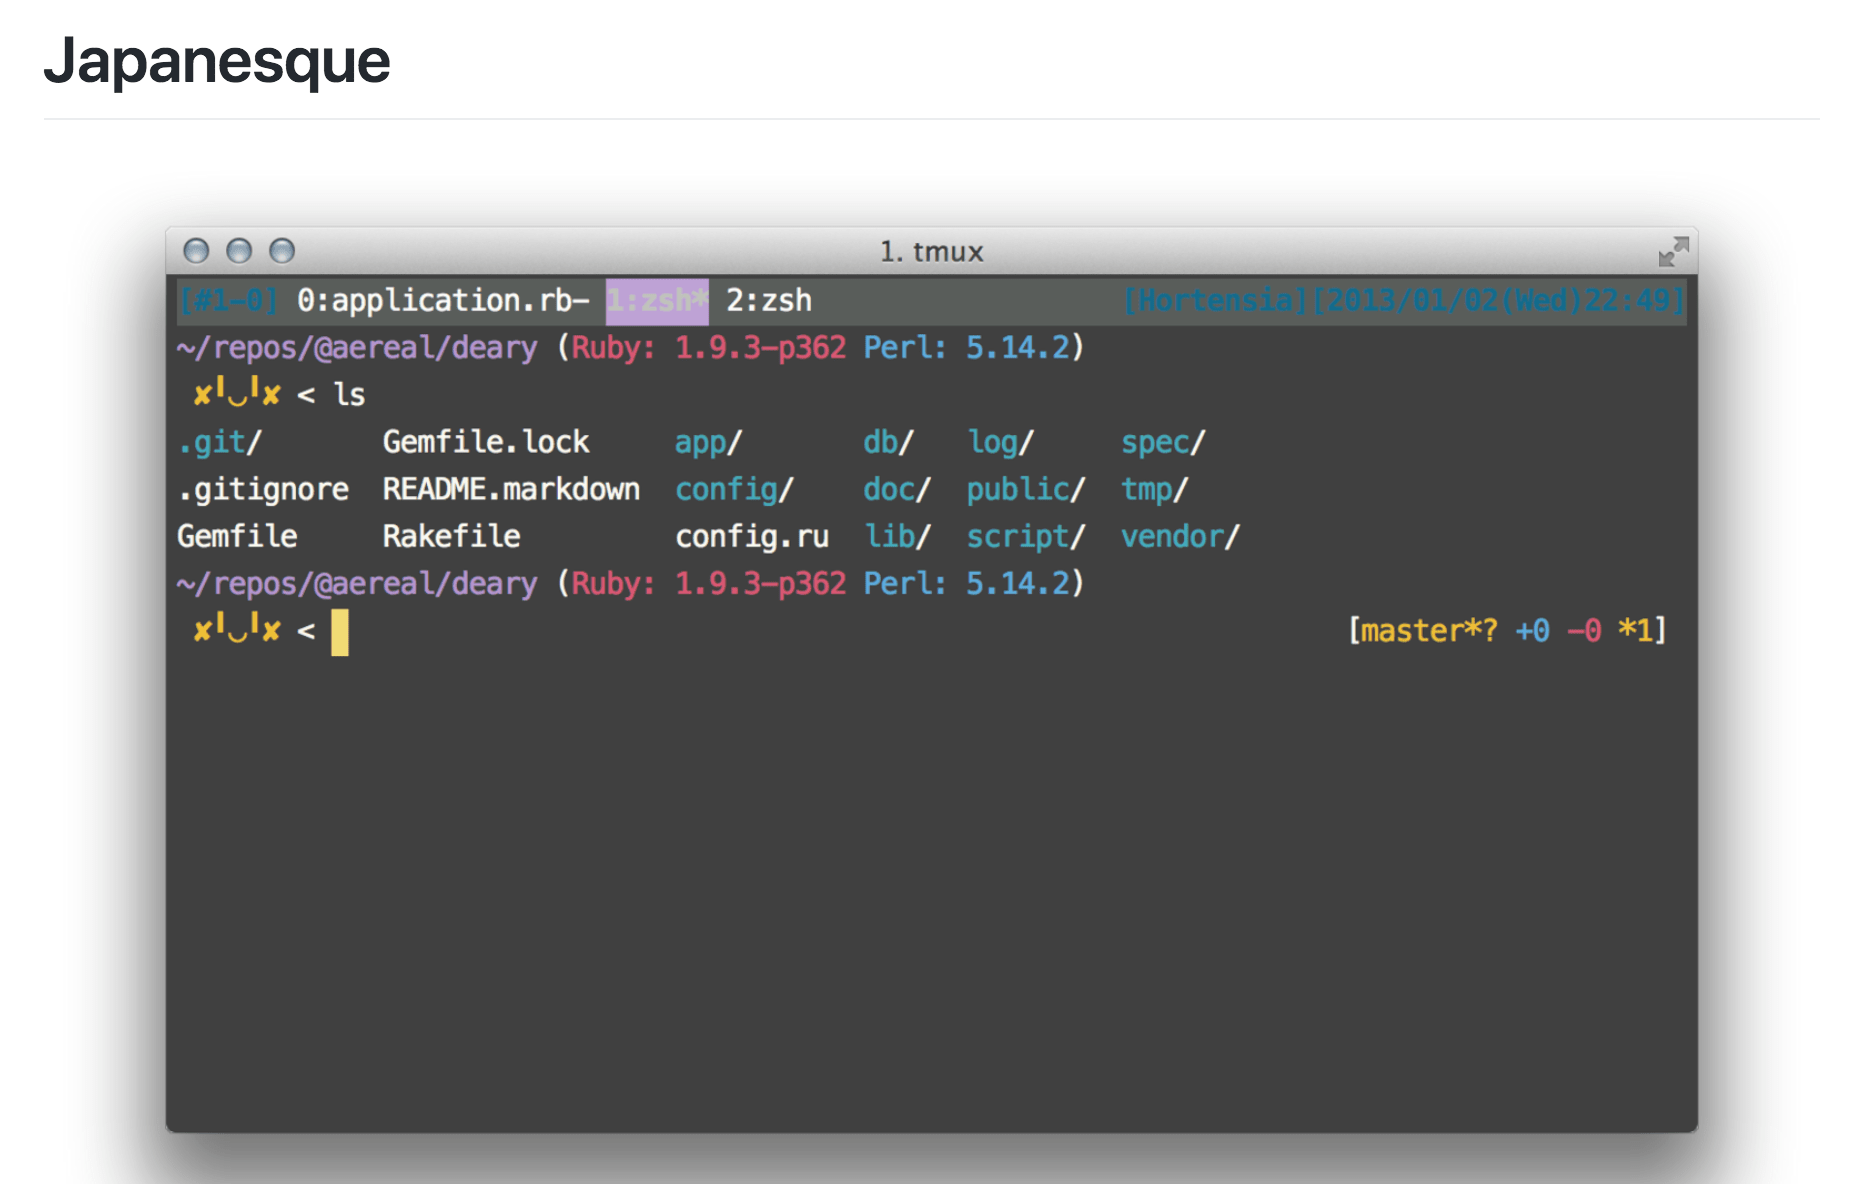 Japanesque
1. tmux
[#1-0] 0:application.rb- 1:zsh* 2:zsh [Hortensia][2013/01/02(Wed)22:49]
~/repos/@aereal/deary (Ruby: 1.9.3-p362 Perl: 5.14.2)
✘╹◡╹✘ < ls
.git/ Gemfile.lock app/ db/ log/ spec/
.gitignore README.markdown config/ doc/ public/ tmp/
Gemfile Rakefile config.ru lib/ script/ vendor/
~/repos/@aereal/deary (Ruby: 1.9.3-p362 Perl: 5.14.2)
✘╹◡╹✘ < [master*? +0 -0 *1]